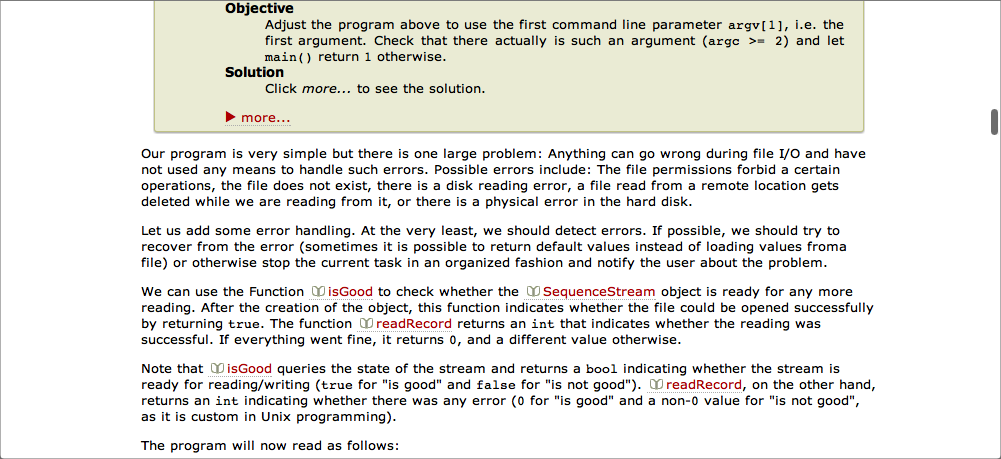 Objective
Adjust the program above to use the first command line parameter argv[1], i.e. the
first argument. Check that there actually is such an argument (argc >= 2) and let
main() return 1 otherwise.
Solution
Click more... to see the solution.
more...
Our program is very simple but there is one large problem: Anything can go wrong during file I/O and have
not used any means to handle such errors. Possible errors include: The file permissions forbid a certain
operations, the file does not exist, there is a disk reading error, a file read from a remote location gets
deleted while we are reading from it, or there is a physical error in the hard disk.
Let us add some error handling. At the very least, we should detect errors. If possible, we should try to
recover from the error (sometimes it is possible to return default values instead of loading values froma
file) or otherwise stop the current task in an organized fashion and notify the user about the problem.
We can use the Function isGood to check whether the SequenceStream object is ready for any more
reading. After the creation of the object, this function indicates whether the file could be opened successfully
by returning true. The function readRecord returns an int that indicates whether the reading was
successful. If everything went fine, it returns 0, and a different value otherwise.
Note that isGood queries the state of the stream and returns a bool indicating whether the stream is
ready for reading/writing (true for "is good" and false for "is not good"). readRecord, on the other hand,
returns an int indicating whether there was any error (0 for "is good" and a non-0 value for "is not good",
as it is custom in Unix programming).
The program will now read as follows: